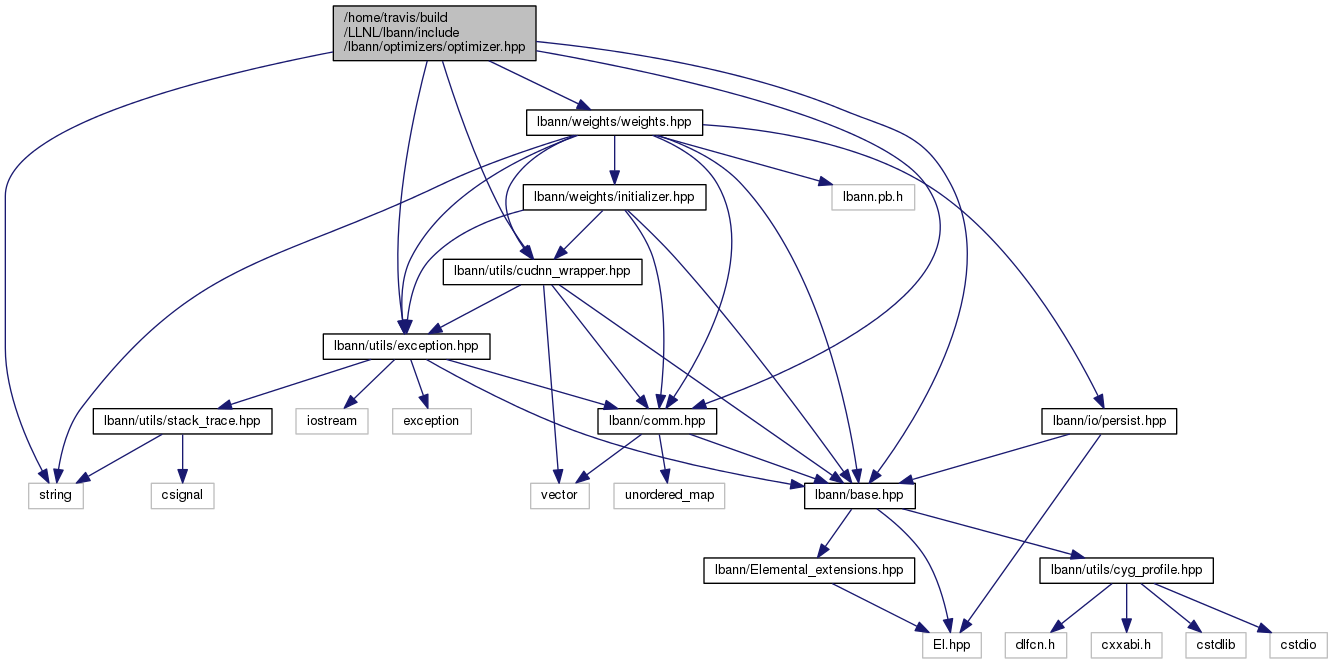 /home/travis/build
/LLNL/lbann/include
/lbann/optimizers/optimizer.hpp
lbann/weights/weights.hpp
lbann/weights/initializer.hpp
lbann.pb.h
lbann/utils/cudnn_wrapper.hpp
lbann/utils/exception.hpp
lbann/utils/stack_trace.hpp
iostream
exception
lbann/comm.hpp
lbann/io/persist.hpp
string
csignal
vector
unordered_map
lbann/base.hpp
lbann/Elemental_extensions.hpp
lbann/utils/cyg_profile.hpp
El.hpp
dlfcn.h
cxxabi.h
cstdlib
cstdio